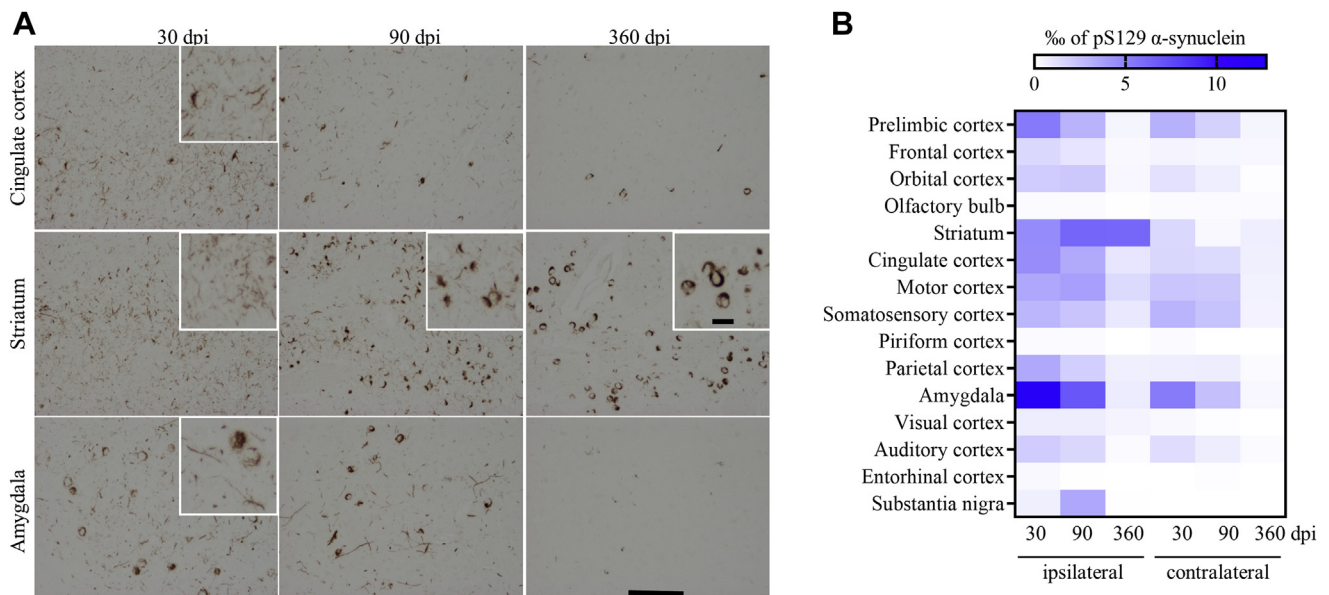 A
30 dpi
90 dpi
360 dpi
Cingulate cortex
Striatum
Amygdala
B
‰ of pS129 α-synuclein
0
5
10
Prelimbic cortex
Frontal cortex
Orbital cortex
Olfactory bulb
Striatum
Cingulate cortex
Motor cortex
Somatosensory cortex
Piriform cortex
Parietal cortex
Amygdala
Visual cortex
Auditory cortex
Entorhinal cortex
Substantia nigra
30 90 360 30 90 360 dpi
ipsilateral contralateral